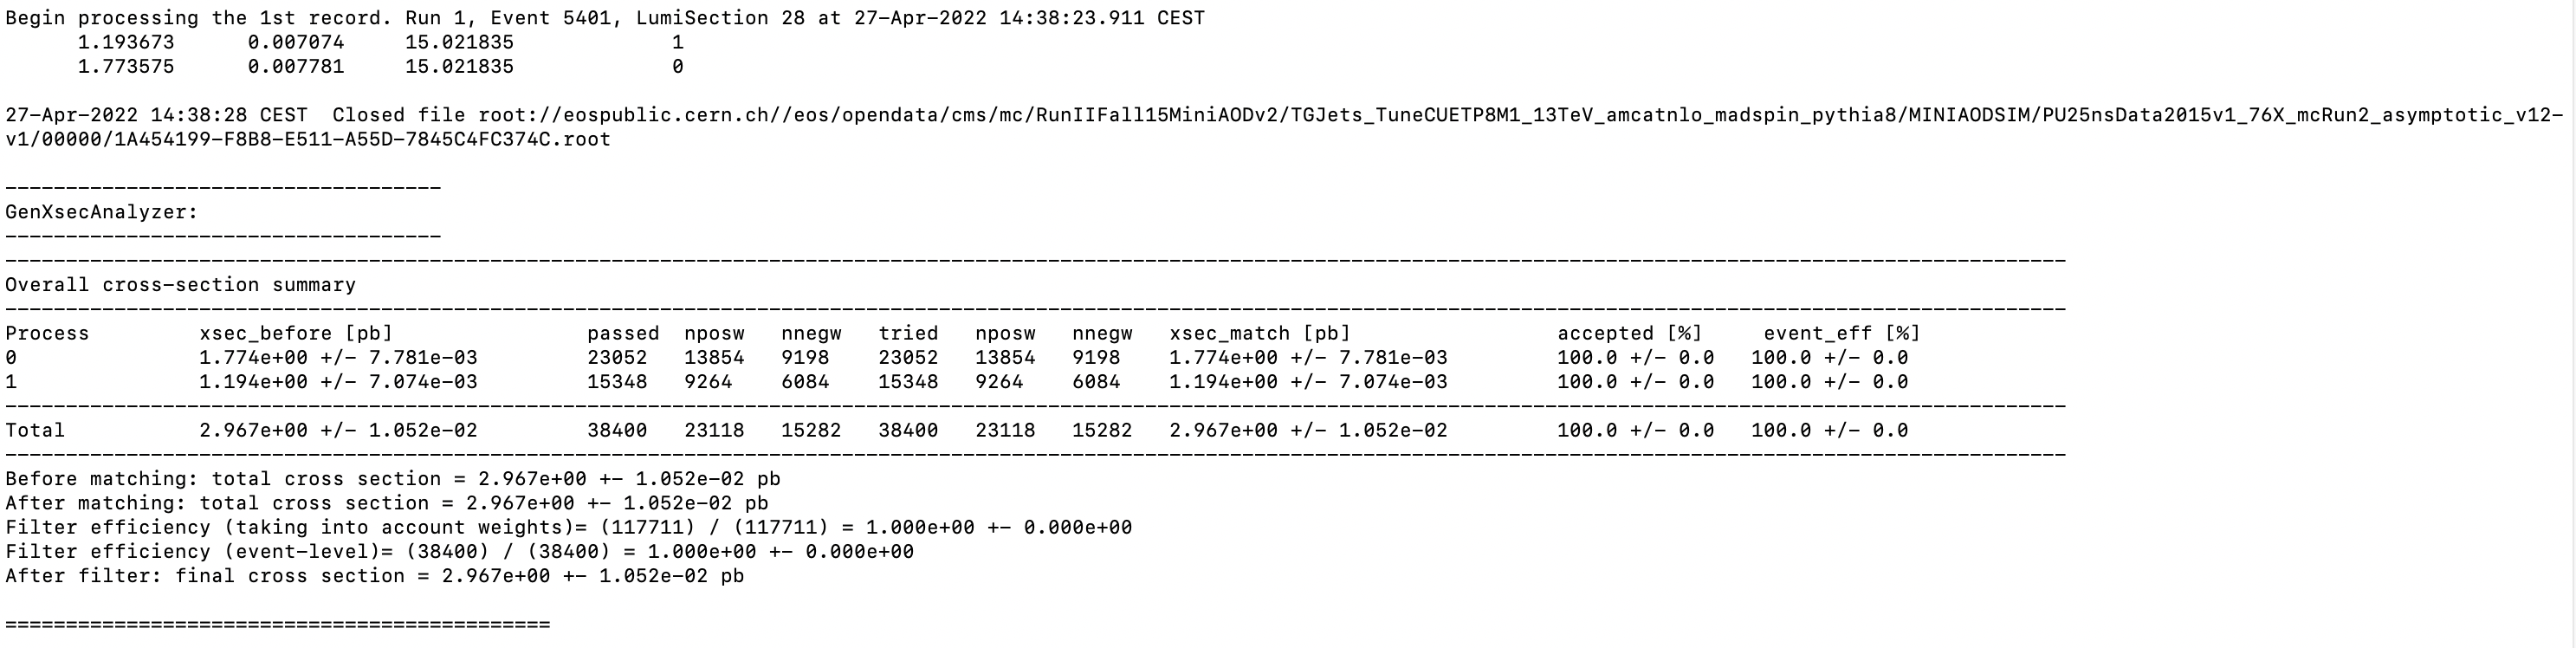 Begin processing the 1st record. Run 1, Event 5401, LumiSection 28 at 27-Apr-2022 14:38:23.911 CEST
      1.193673      0.007074     15.021835             1
      1.773575      0.007781     15.021835             0

27-Apr-2022 14:38:28 CEST  Closed file root://eospublic.cern.ch//eos/opendata/cms/mc/RunIIFall15MiniAODv2/TGJets_TuneCUETP8M1_13TeV_amcatnlo_madspin_pythia8/MINIAODSIM/PU25nsData2015v1_76X_mcRun2_asymptotic_v12-
v1/00000/1A454199-F8B8-E511-A55D-7845C4FC374C.root

------------------------------------
GenXsecAnalyzer:
------------------------------------
--------------------------------------------------------------------------------------------------------------------------------------------------------------------------
Overall cross-section summary
--------------------------------------------------------------------------------------------------------------------------------------------------------------------------
Process         xsec_before [pb]                passed  nposw   nnegw   tried   nposw   nnegw   xsec_match [pb]                 accepted [%]     event_eff [%]
0               1.774e+00 +/- 7.781e-03         23052   13854   9198    23052   13854   9198    1.774e+00 +/- 7.781e-03         100.0 +/- 0.0   100.0 +/- 0.0
1               1.194e+00 +/- 7.074e-03         15348   9264    6084    15348   9264    6084    1.194e+00 +/- 7.074e-03         100.0 +/- 0.0   100.0 +/- 0.0
--------------------------------------------------------------------------------------------------------------------------------------------------------------------------
Total           2.967e+00 +/- 1.052e-02         38400   23118   15282   38400   23118   15282   2.967e+00 +/- 1.052e-02         100.0 +/- 0.0   100.0 +/- 0.0
--------------------------------------------------------------------------------------------------------------------------------------------------------------------------
Before matching: total cross section = 2.967e+00 +- 1.052e-02 pb
After matching: total cross section = 2.967e+00 +- 1.052e-02 pb
Filter efficiency (taking into account weights)= (117711) / (117711) = 1.000e+00 +- 0.000e+00
Filter efficiency (event-level)= (38400) / (38400) = 1.000e+00 +- 0.000e+00
After filter: final cross section = 2.967e+00 +- 1.052e-02 pb

=============================================